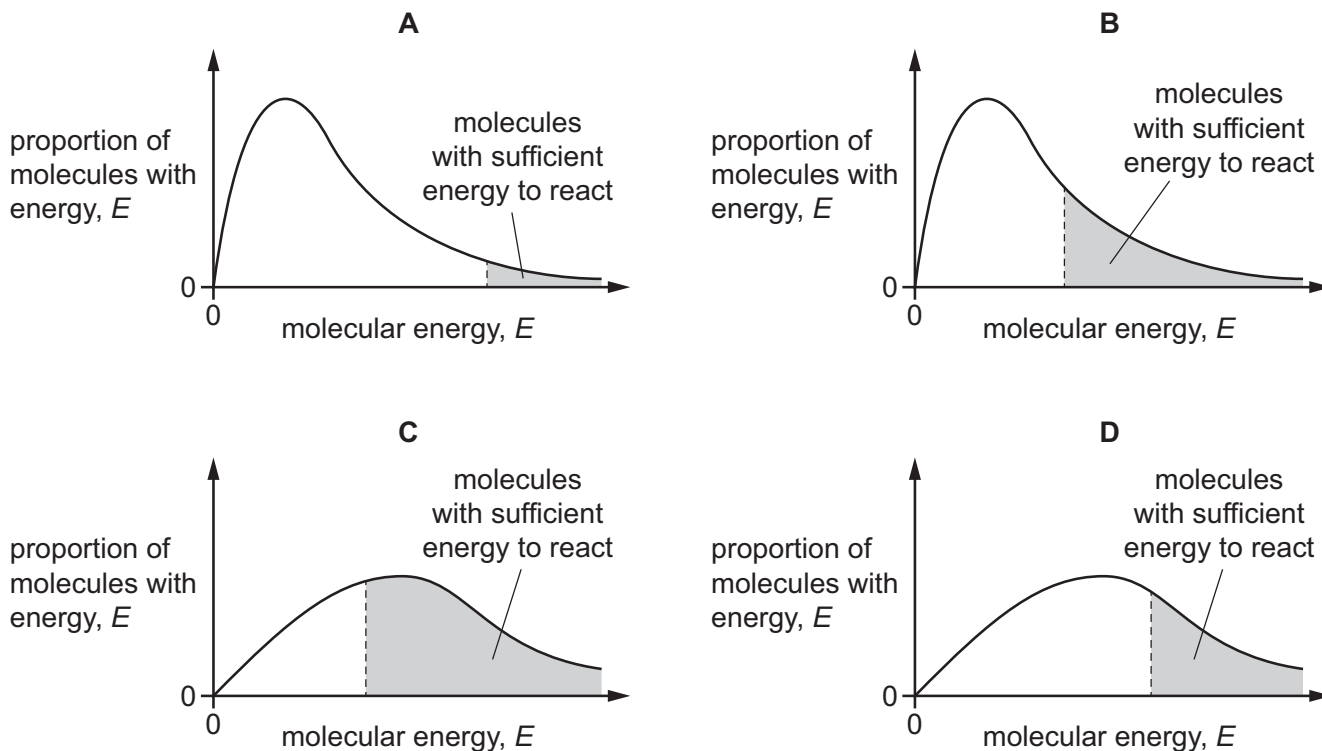 A
proportion of
molecules with
energy, E
molecules
with sufficient
energy to react
0
0
molecular energy, E
B
proportion of
molecules with
energy, E
molecules
with sufficient
energy to react
0
0
molecular energy, E
C
proportion of
molecules with
energy, E
molecules
with sufficient
energy to react
0
0
molecular energy, E
D
proportion of
molecules with
energy, E
molecules
with sufficient
energy to react
0
0
molecular energy, E